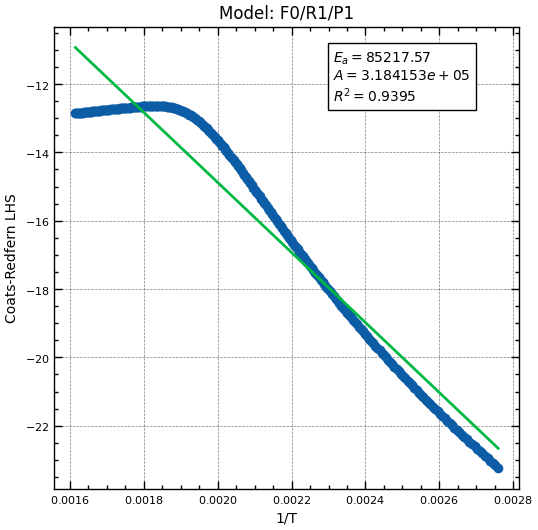 Model: F0/R1/P1
E_a = 85217.57
A = 3.184153e + 05
R² = 0.9395
Coats-Redfern LHS
−12
−14
−16
−18
−20
−22
0.0016 0.0018 0.0020 0.0022 0.0024 0.0026 0.0028
1/T